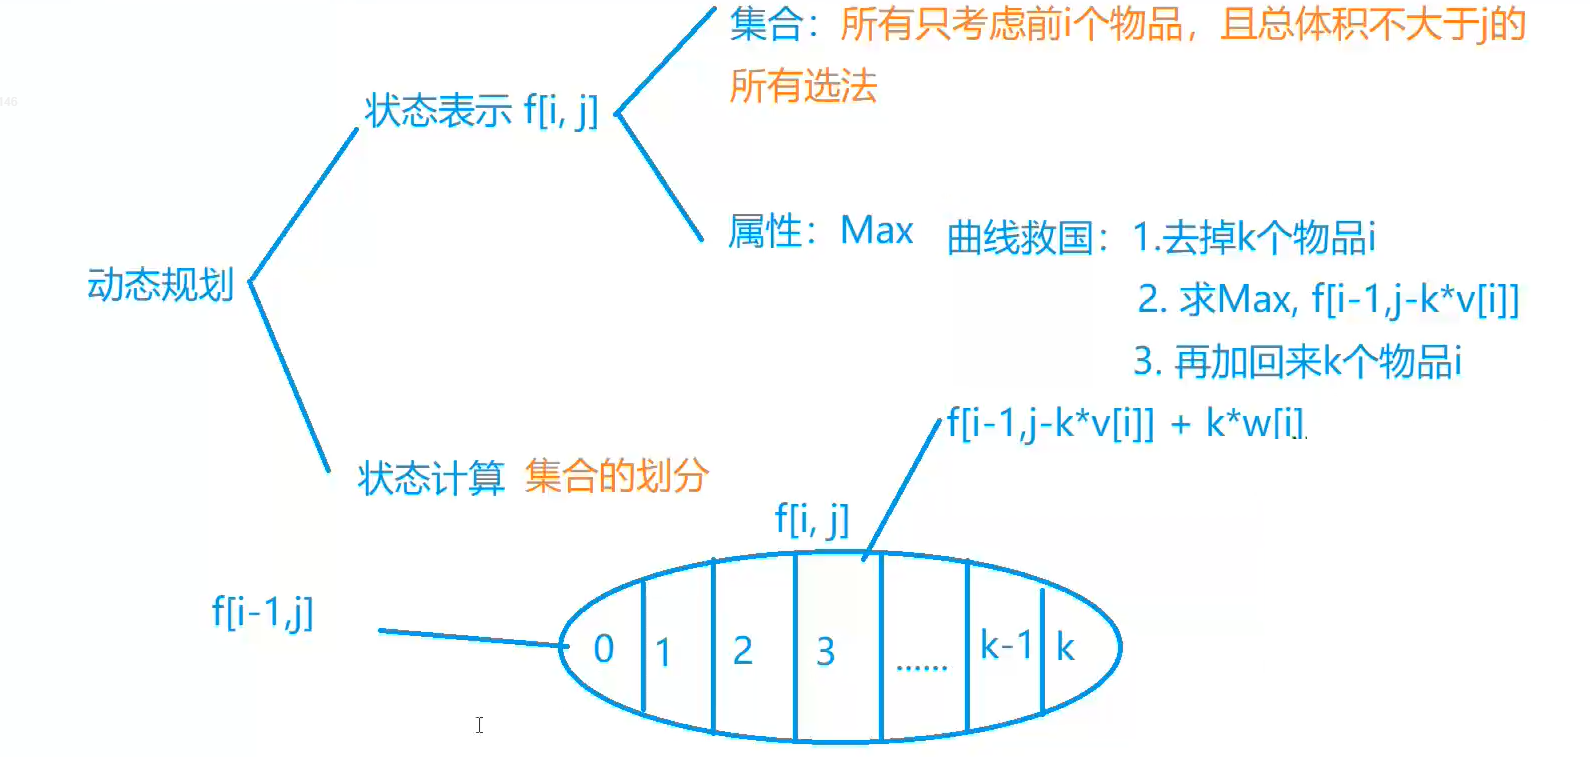 集合：所有只考虑前i个物品，且总体积不大于j的
所有选法
146
状态表示 f[i, j]
属性：Max
曲线救国：1.去掉k个物品i
动态规划
2. 求Max, f[i-1,j-k*v[i]]
3. 再加回来k个物品i
f[i-1,j-k*v[i]] + k*w[i]
状态计算 集合的划分
f[i, j]
f[i-1,j]
0 1 2 3 ...... k-1 k